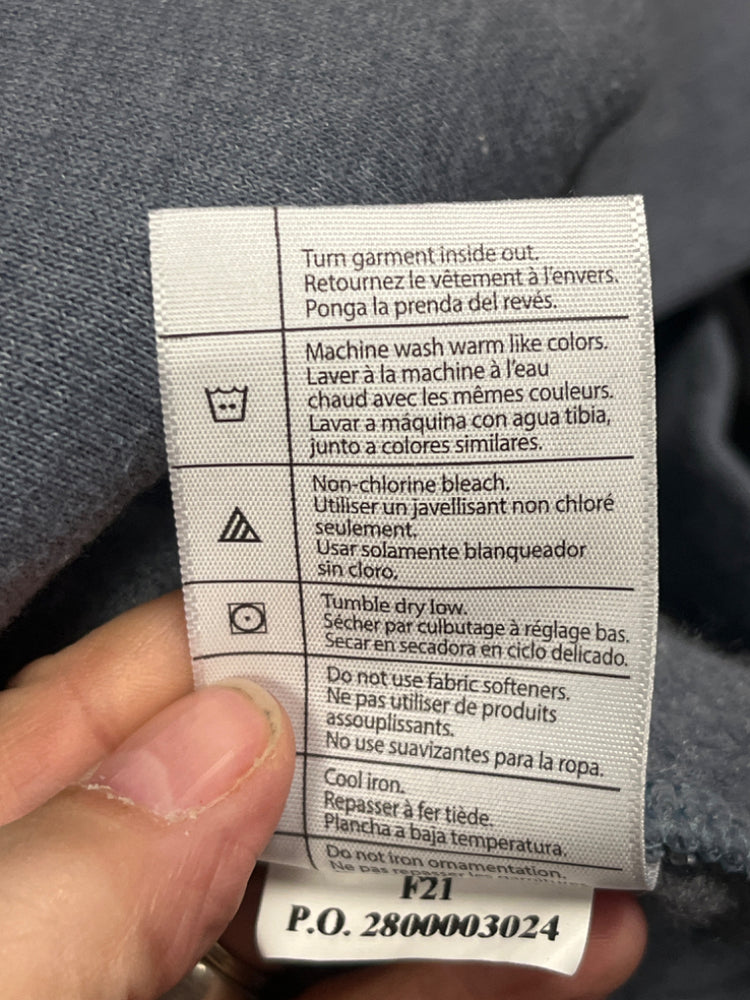 Turn garment inside out.
Retournez le vêtement à l'envers.
Ponga la prenda del revés.
Machine wash warm like colors.
Laver à la machine à l'eau
chaud avec les mêmes couleurs.
Lavar a máquina con agua tibia,
junto a colores similares.
Non-chlorine bleach.
Utiliser un javellisant non chloré
seulement.
Usar solamente blanqueador
sin cloro.
Tumble dry low.
Sécher par culbutage à réglage bas.
Secar en secadora en ciclo delicado.
Do not use fabric softeners.
Ne pas utiliser de produits
assouplissants.
No use suavizantes para la ropa.
Cool iron.
Repasser à fer tiède.
Plancha a baja temperatura.
Do not iron ornamentation.
Ne pas repasser les
F21
P.O. 2800003024